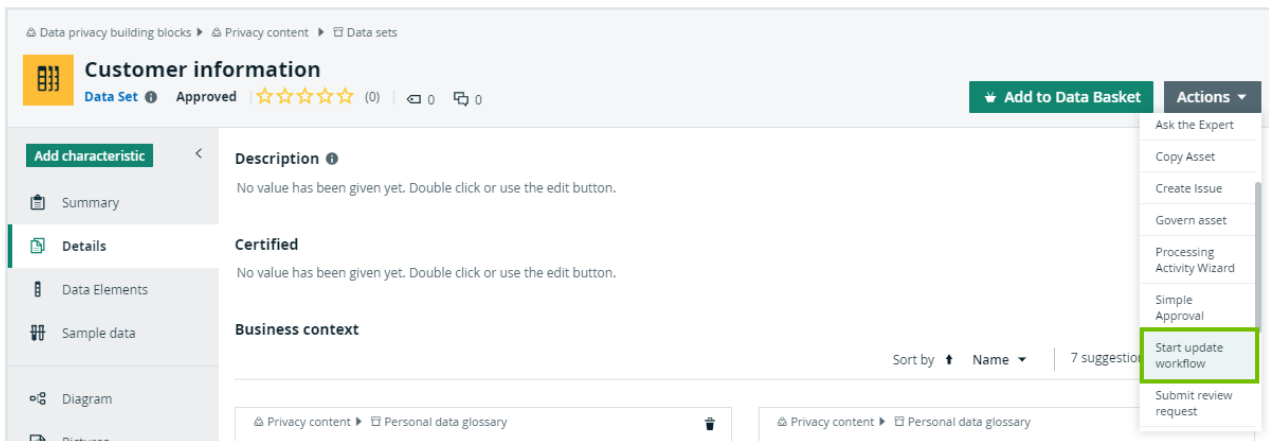 Data privacy building blocks Privacy content Data sets
Customer information
Data Set Approved (0) 0 0
Add to Data Basket Actions
Ask the Expert
Copy Asset
Create Issue
Govern asset
Processing
Activity Wizard
Simple
Approval
Start update
workflow
Submit review
request
Add characteristic
Summary
Details
Data Elements
Sample data
Diagram
Pictures
Description
No value has been given yet. Double click or use the edit button.
Certified
No value has been given yet. Double click or use the edit button.
Business context
Sort by Name 7 suggestion
Privacy content Personal data glossary
Privacy content Personal data glossary